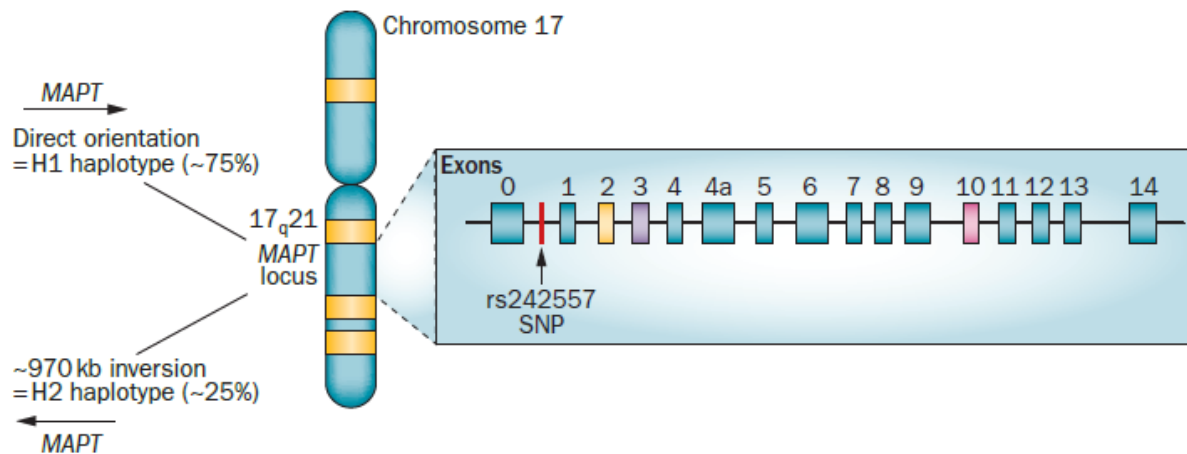 Chromosome 17
MAPT
Direct orientation
=H1 haplotype (~75%)
17q21
MAPT
locus
~970 kb inversion
=H2 haplotype (~25%)
MAPT
Exons
0 1 2 3 4 4a 5 6 7 8 9 10 11 12 13 14
rs242557
SNP